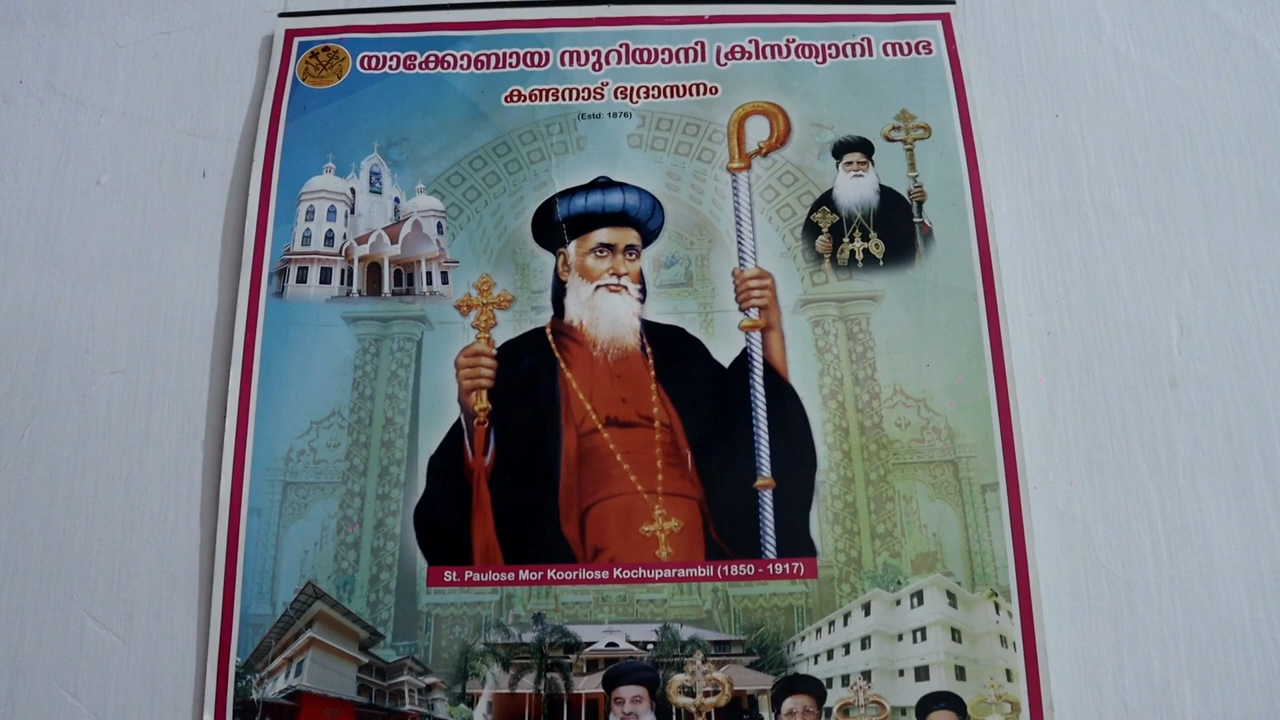 യാക്കോബായ സുറിയാനി ക്രിസ്ത്യാനി സഭ
കണ്ടനാട് ഭദ്രാസനം
(Estd: 1876)
St. Paulose Mor Koorilose Kochuparambil (1850 - 1917)